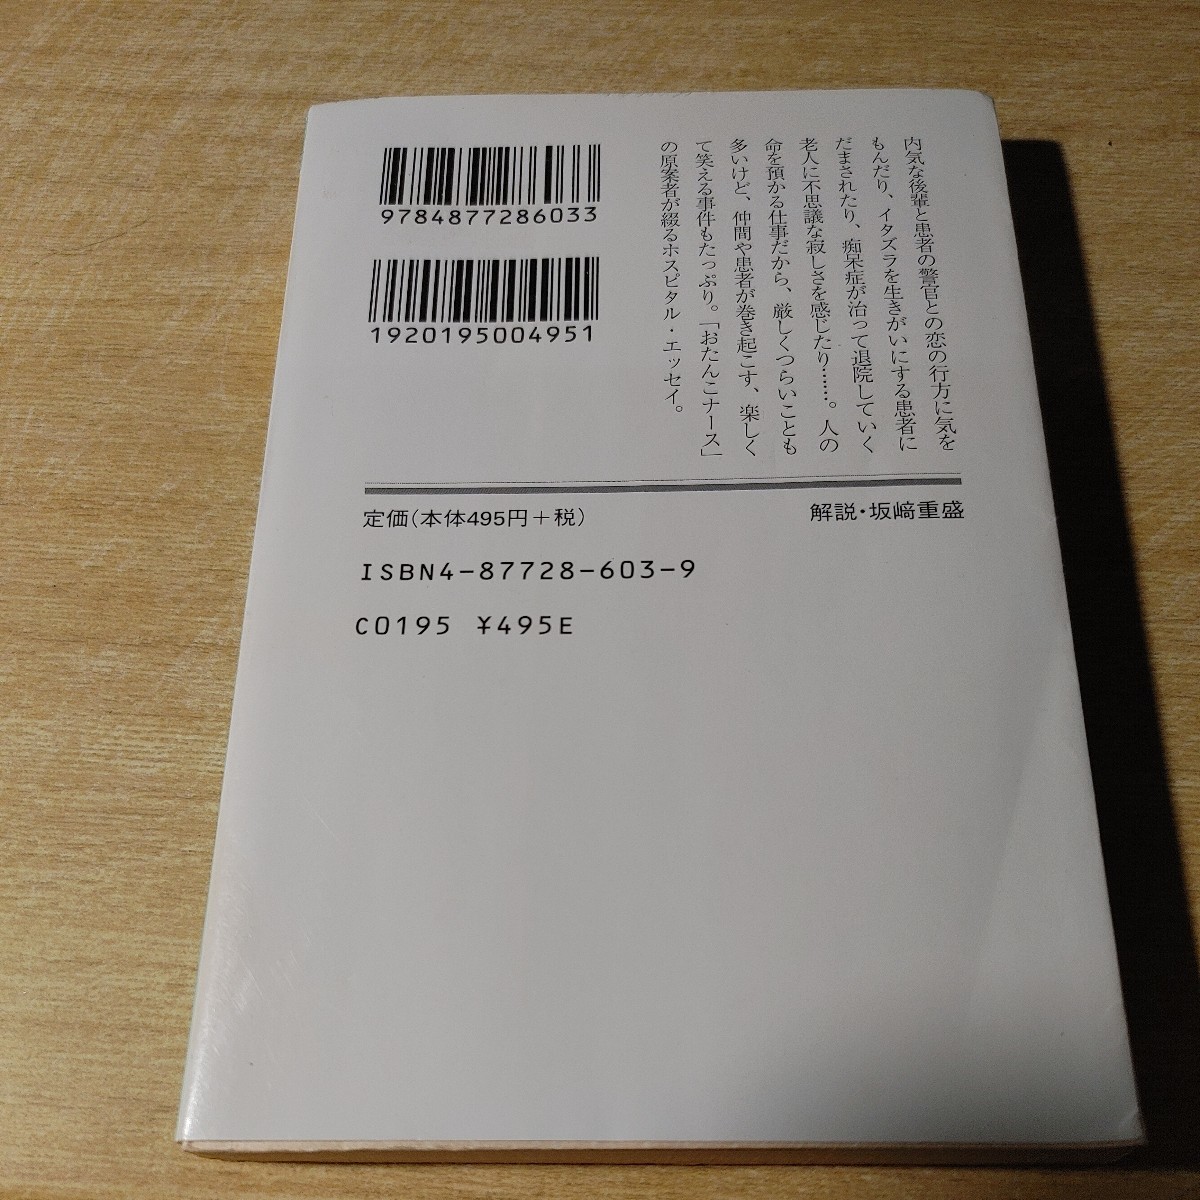 9784877286033
1920195004951
内気な後輩と患者の警官との恋の行方に気を
もんだり、イタズラを生きがいにする患者に
だまされたり、痴呆症が治って退院していく
老人に不思議な寂しさを感じたり……。人の
命を預かる仕事だから、厳しくつらいことも
多いけど、仲間や患者が巻き起こす、楽しく
て笑える事件もたっぷり。「おたんこナース」
の原案者が綴るホスピタル・エッセイ。
定価(本体495円+税)
解説・坂﨑重盛
ISBN4-87728-603-9
C0195 ¥495E